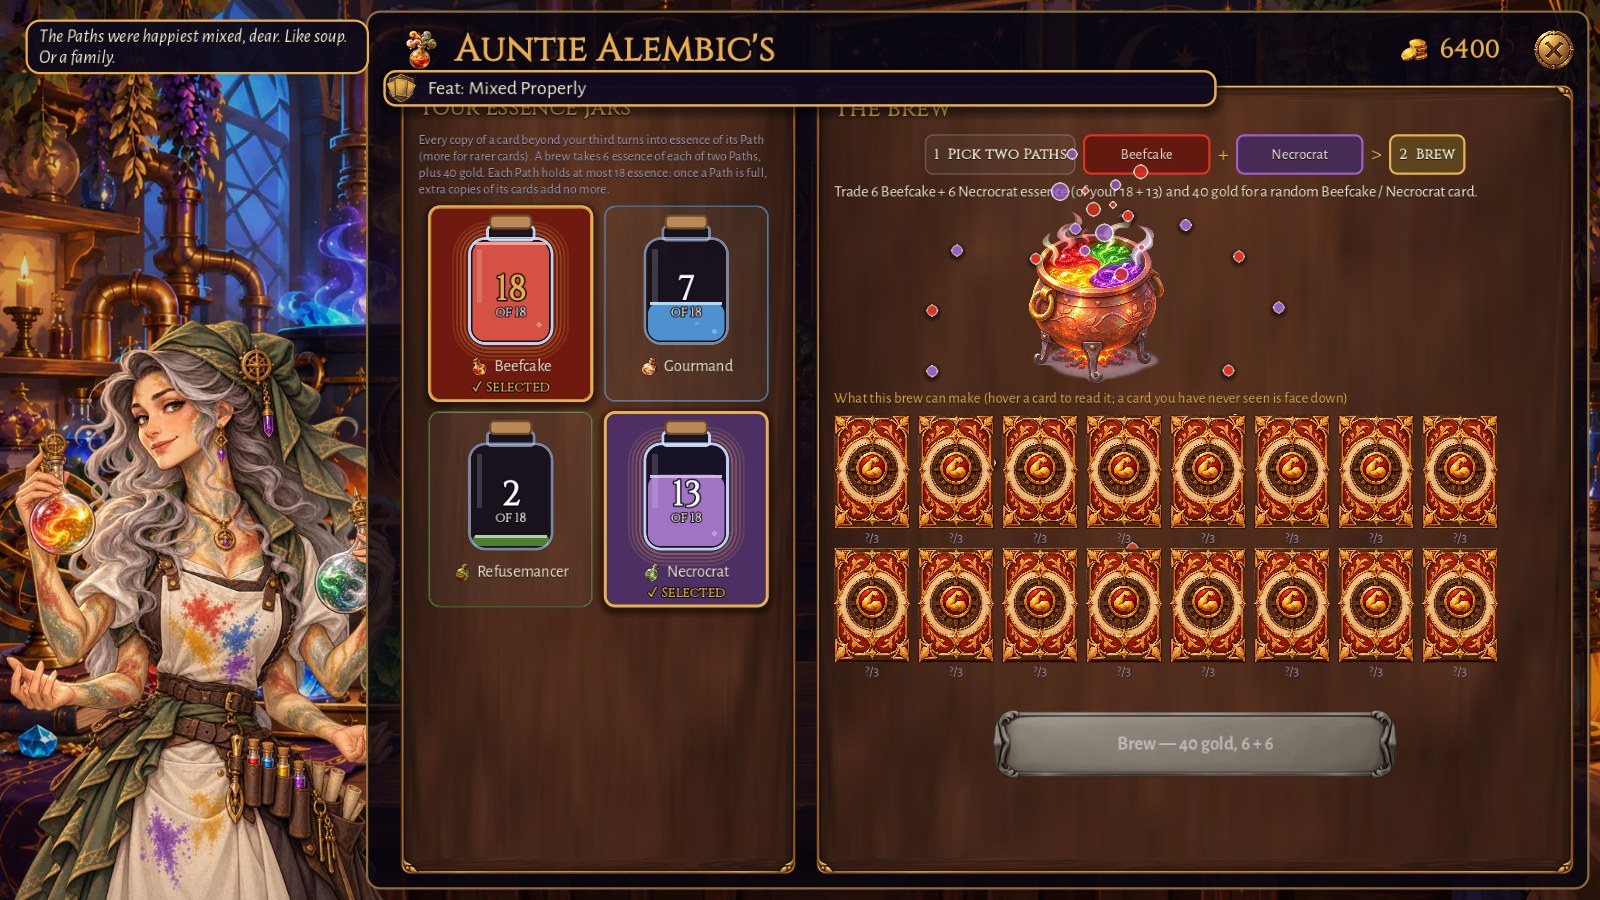 The Paths were happiest mixed, dear. Like soup.
Or a family.
Auntie Alembic's
6400
Feat: Mixed Properly
Your Essence Jars
Every copy of a card beyond your third turns into essence of its Path
(more for rarer cards). A brew takes 6 essence of each of two Paths,
plus 40 gold. Each Path holds at most 18 essence: once a Path is full,
extra copies of its cards add no more.
18
OF 18
Beefcake
✓ SELECTED
7
OF 18
Gourmand
2
OF 18
Refusemancer
13
OF 18
Necrocrat
✓ SELECTED
The Brew
1 PICK TWO PATHS
Beefcake
+
Necrocrat
>
2 BREW
Trade 6 Beefcake + 6 Necrocrat essence (of your 18 + 13) and 40 gold for a random Beefcake / Necrocrat card.
What this brew can make (hover a card to read it; a card you have never seen is face down)
?/3 ?/3 ?/3 ?/3 ?/3 ?/3 ?/3 ?/3
?/3 ?/3 ?/3 ?/3 ?/3 ?/3 ?/3 ?/3
Brew — 40 gold, 6 + 6